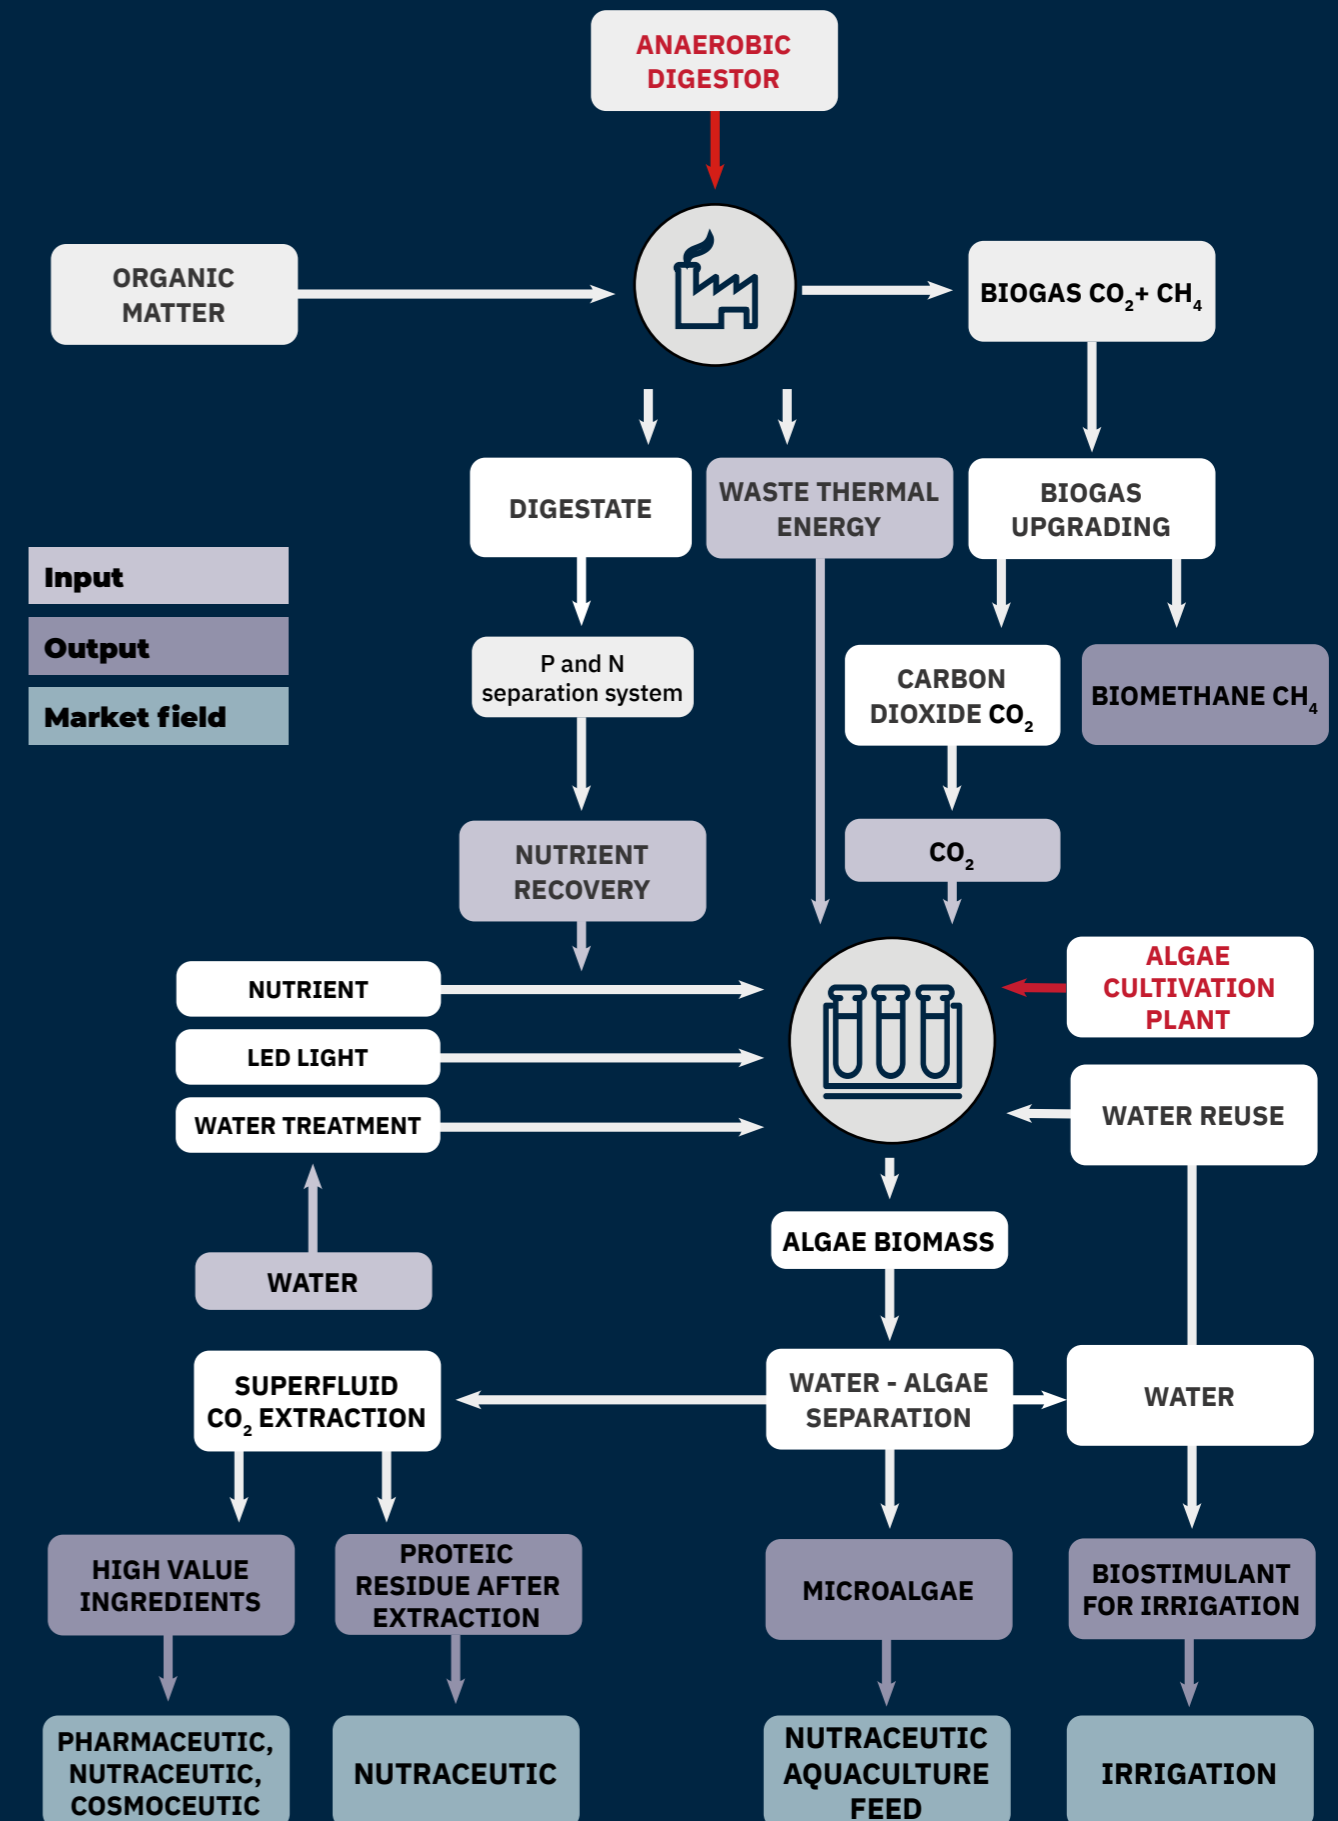 ANAEROBIC
DIGESTOR
ORGANIC
MATTER
BIOGAS CO₂+ CH₄
DIGESTATE
WASTE THERMAL
ENERGY
BIOGAS
UPGRADING
Input
Output
Market field
P and N
separation system
CARBON
DIOXIDE CO₂
BIOMETHANE CH₄
NUTRIENT
RECOVERY
CO₂
NUTRIENT
LED LIGHT
WATER TREATMENT
ALGAE
CULTIVATION
PLANT
WATER REUSE
ALGAE BIOMASS
WATER
SUPERFLUID
CO₂ EXTRACTION
WATER - ALGAE
SEPARATION
WATER
HIGH VALUE
INGREDIENTS
PROTEIC
RESIDUE AFTER
EXTRACTION
MICROALGAE
BIOSTIMULANT
FOR IRRIGATION
PHARMACEUTIC,
NUTRACEUTIC,
COSMOCEUTIC
NUTRACEUTIC
NUTRACEUTIC
AQUACULTURE
FEED
IRRIGATION